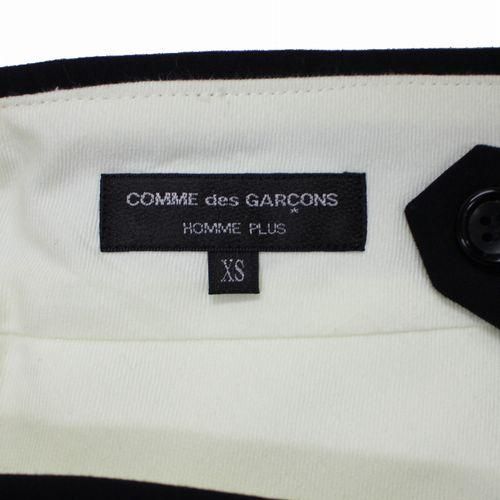 COMME des GARCONS
*
HOMME PLUS
XS